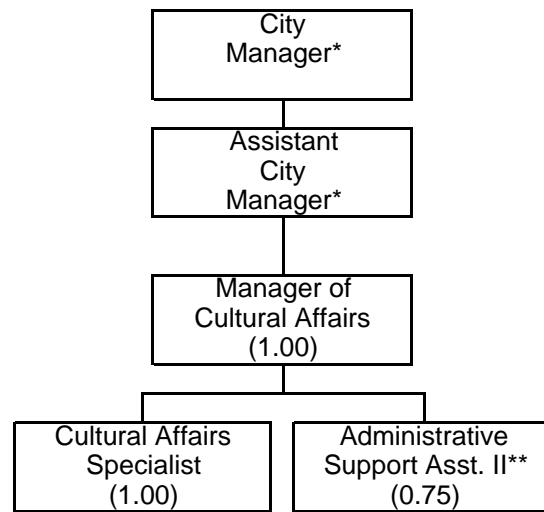 City
Manager*
Assistant
City
Manager*
Manager of
Cultural Affairs
(1.00)
Cultural Affairs
Specialist
(1.00)
Administrative
Support Asst. II**
(0.75)